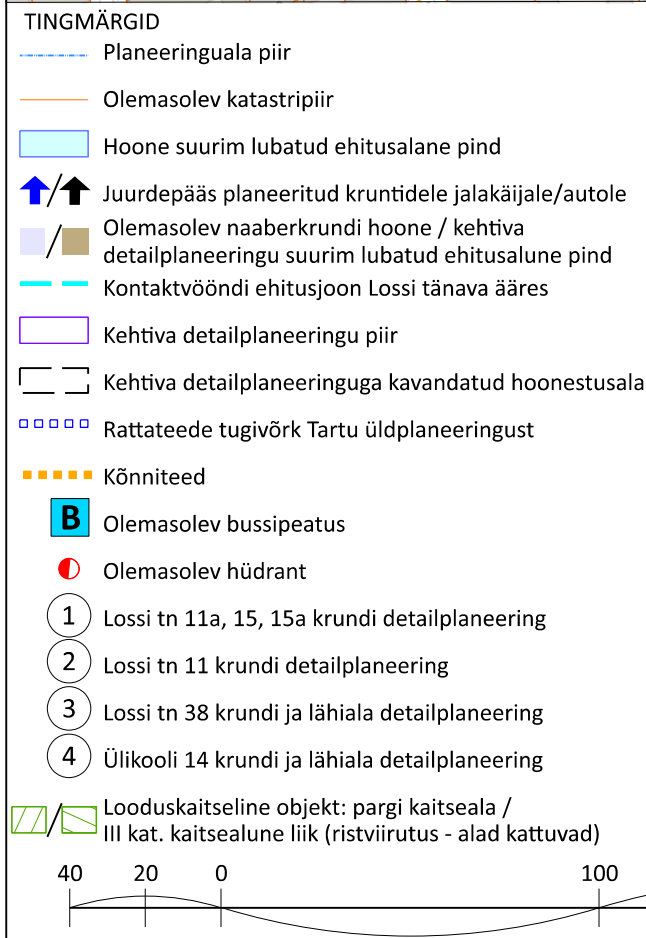 TINGMÄRGID
Planeeringuala piir
Olemasolev katastripiir
Hoone suurim lubatud ehitusalane pind
Juurdepääs planeeritud kruntidele jalakäijale/autole
Olemasolev naaberkrundi hoone / kehtiva
detailplaneeringu suurim lubatud ehitusalune pind
Kontaktvööndi ehitusjoon Lossi tänava ääres
Kehtiva detailplaneeringu piir
Kehtiva detailplaneeringuga kavandatud hoonestusala
Rattateede tugivõrk Tartu üldplaneeringust
Kõnniteed
B Olemasolev bussipeatus
Olemasolev hüdrant
1 Lossi tn 11a, 15, 15a krundi detailplaneering
2 Lossi tn 11 krundi detailplaneering
3 Lossi tn 38 krundi ja lähiala detailplaneering
4 Ülikooli 14 krundi ja lähiala detailplaneering
Looduskaitseline objekt: pargi kaitseala /
III kat. kaitsealune liik (ristviirutus - alad kattuvad)
40 20 0 100